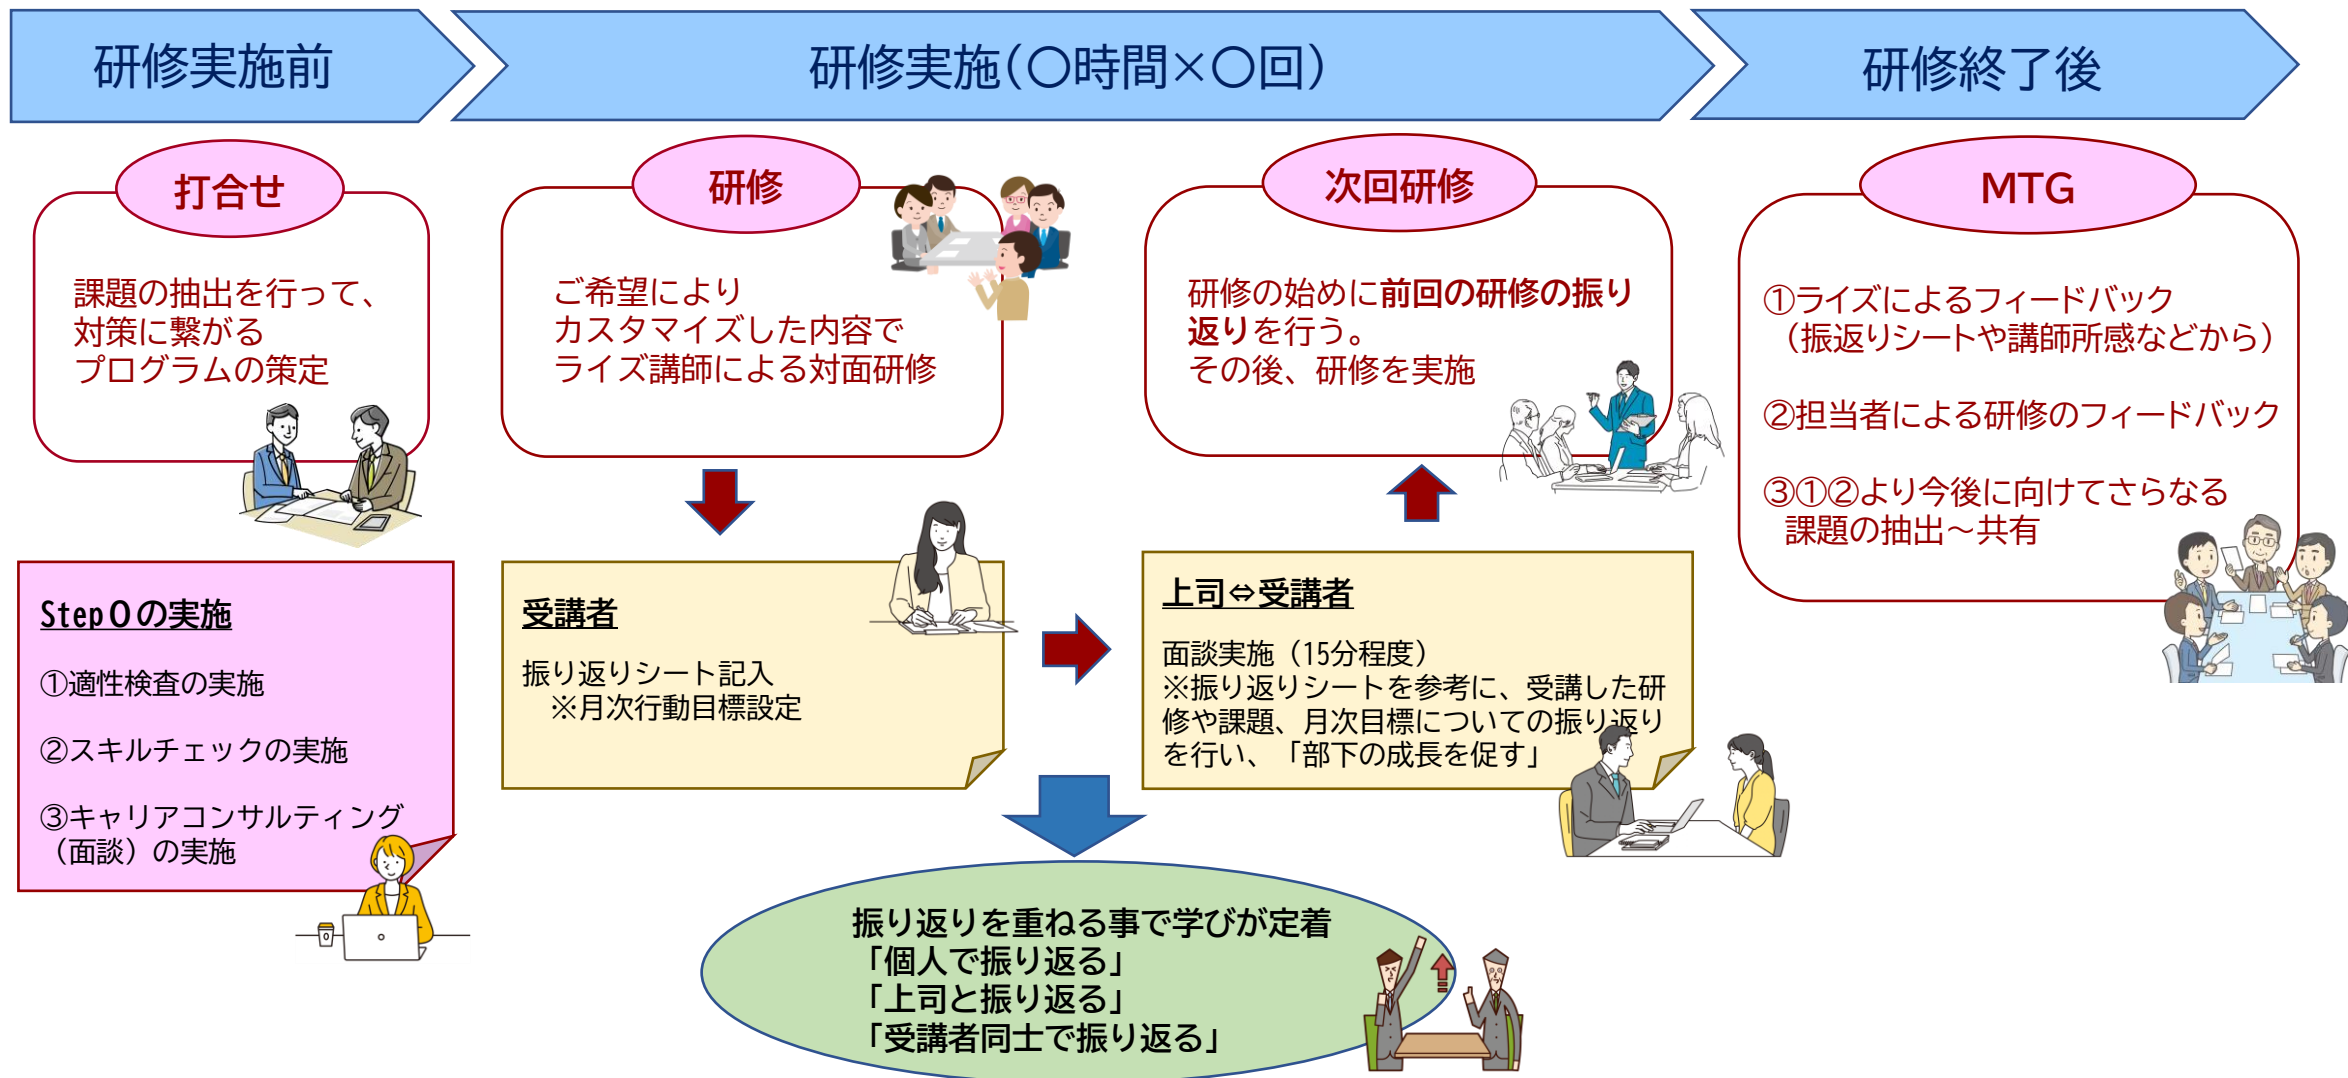 研修実施前
研修実施(〇時間×〇回)
研修終了後
打合せ
課題の抽出を行って、
対策に繋がる
プログラムの策定
Step0の実施
①適性検査の実施
②スキルチェックの実施
③キャリアコンサルティング
(面談)の実施
研修
ご希望により
カスタマイズした内容で
ライズ講師による対面研修
受講者
振り返りシート記入
※月次行動目標設定
次回研修
研修の始めに前回の研修の振り
返りを行う。
その後、研修を実施
上司⇔受講者
面談実施(15分程度)
※振り返りシートを参考に、受講した研
修や課題、月次目標についての振り返り
を行い、「部下の成長を促す」
振り返りを重ねる事で学びが定着
「個人で振り返る」
「上司と振り返る」
「受講者同士で振り返る」
MTG
①ライズによるフィードバック
(振返りシートや講師所感などから)
②担当者による研修のフィードバック
③①②より今後に向けてさらなる
課題の抽出～共有